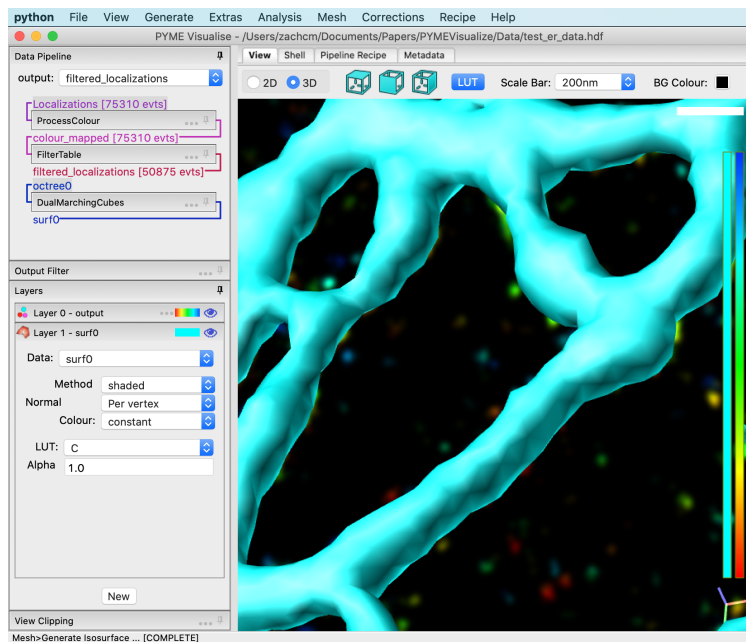 python File View Generate Extras Analysis Mesh Corrections Recipe Help
PYME Visualise - /Users/zachcm/Documents/Papers/PYMEVisualize/Data/test_er_data.hdf
Data Pipeline
output: filtered_localizations
Localizations [75310 evts]
ProcessColour
colour_mapped [75310 evts]
FilterTable
filtered_localizations [50875 evts]
octree0
DualMarchingCubes
surf0
Output Filter
Layers
Layer 0 - output
Layer 1 - surf0
Data: surf0
Method shaded
Normal Per vertex
Colour: constant
LUT: C
Alpha 1.0
New
View Clipping
Mesh>Generate Isosurface ... [COMPLETE]
View Shell Pipeline Recipe Metadata
2D 3D LUT Scale Bar: 200nm BG Colour: